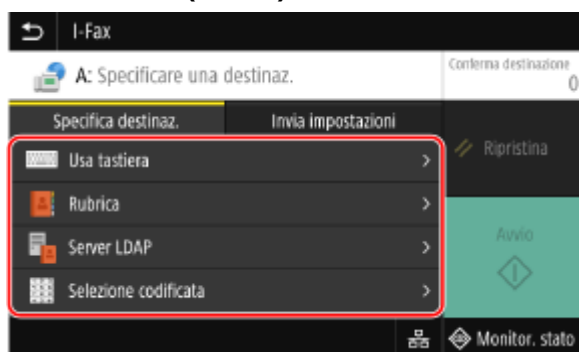 I-Fax
A: Specificare una destinaz.
Conferma destinazione
0
Specifica destinaz.
Invia impostazioni
Usa tastiera
Ripristina
Rubrica
Server LDAP
Avvio
Selezione codificata
Monitor. stato